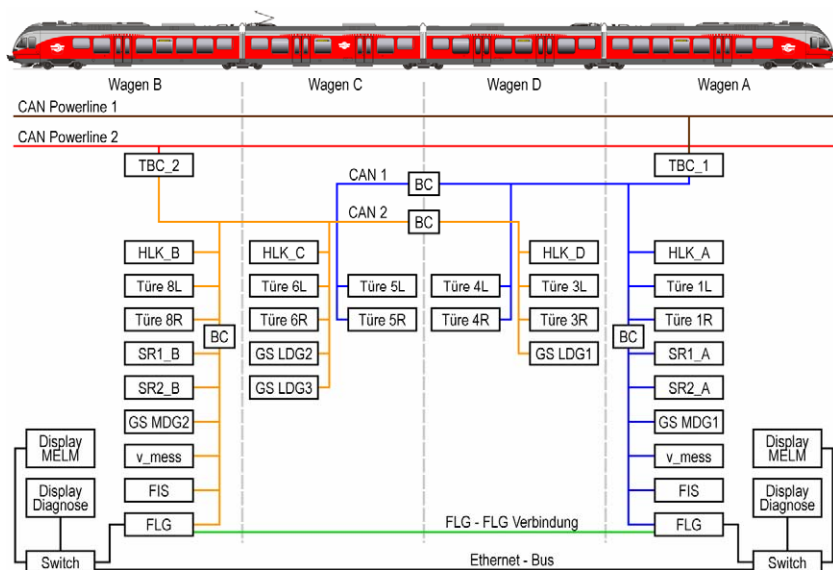 Wagen B
Wagen C
Wagen D
Wagen A
CAN Powerline 1
CAN Powerline 2
TBC_2
TBC_1
CAN 1
BC
CAN 2
BC
HLK_B
HLK_C
HLK_D
HLK_A
Türe 8L
Türe 6L
Türe 5L
Türe 4L
Türe 3L
Türe 1L
Türe 8R
Türe 6R
Türe 5R
Türe 4R
Türe 3R
Türe 1R
BC
BC
SR1_B
GS LDG2
GS LDG1
SR1_A
SR2_B
GS LDG3
SR2_A
GS MDG2
GS MDG1
Display
MELM
Display
MELM
v_mess
v_mess
Display
Diagnose
FIS
FIS
Display
Diagnose
FLG
FLG - FLG Verbindung
FLG
Switch
Ethernet - Bus
Switch